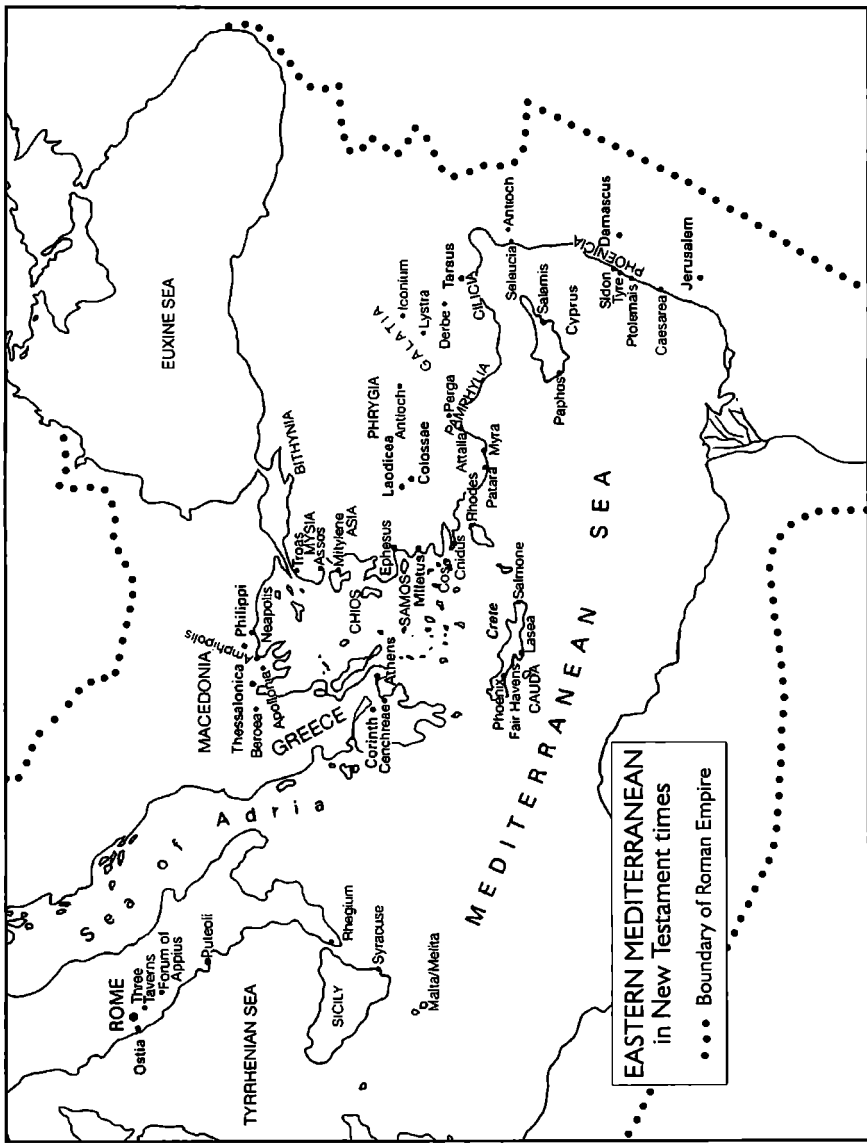 EUXINE SEA
MACEDONIA
Philippi
Amphipolis
Neapolis
Thessalonica
Beroea
Apollonia
GREECE
Corinth
Cenchreae
Athens
BITHYNIA
Troas
MYSIA
Assos
Mitylene
ASIA
CHIOS
Ephesus
SAMOS
Miletus
Cos
Cnidus
Rhodes
Patara
Myra
Attalia
PAMPHYLIA
Perga
PHRYGIA
Antioch
Laodicea
Colossae
GALATIA
Iconium
Lystra
Derbe
Tarsus
CILICIA
Seleucia
Antioch
Salamis
Cyprus
Paphos
PHOENICIA
Sidon
Damascus
Tyre
Ptolemais
Caesarea
Jerusalem
Crete
Salmone
Lasea
Phoenix
Fair Havens
CAUDA
MEDITERRANEAN SEA
Sea of Adria
ROME
Three
Taverns
Forum of
Appius
Ostia
Puteoli
TYRRHENIAN SEA
Rhegium
SICILY
Syracuse
Malta/Melita
EASTERN MEDITERRANEAN
in New Testament times
Boundary of Roman Empire